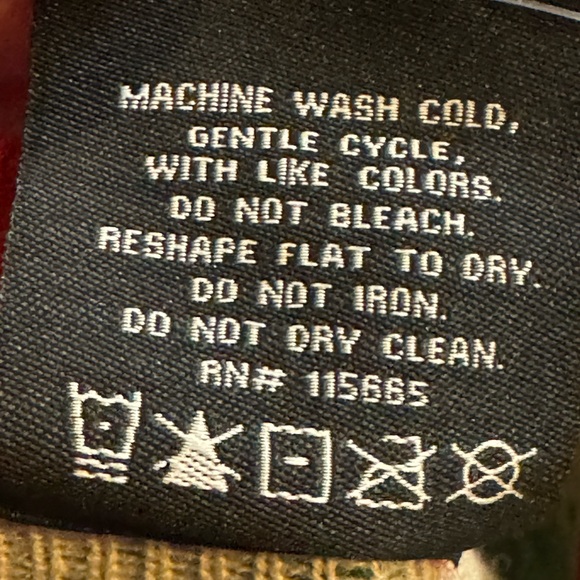 MACHINE WASH COLD,
GENTLE CYCLE,
WITH LIKE COLORS.
DO NOT BLEACH.
RESHAPE FLAT TO DRY.
DO NOT IRON.
DO NOT DRY CLEAN.
RN# 115665